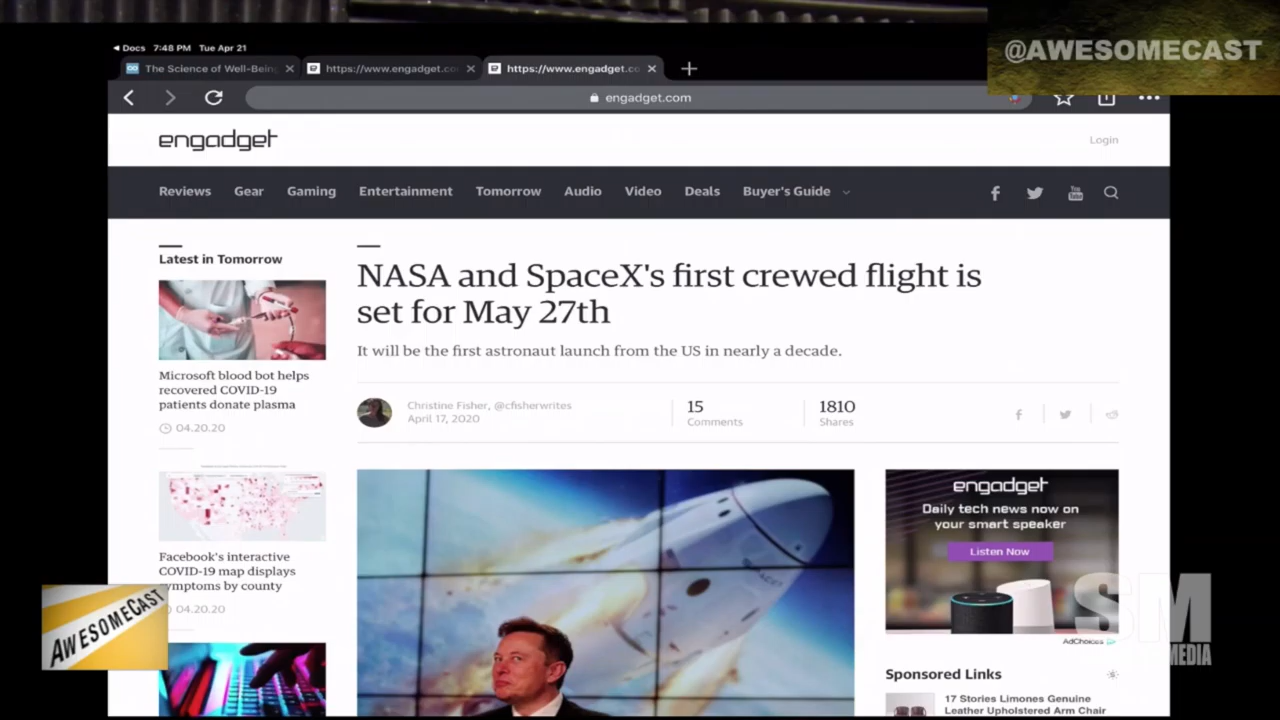 @AWESOMECAST
Docs 7:48 PM Tue Apr 21
The Science of Well-Bein
https://www.engadget.co
https://www.engadget.co
engadget.com
engadget
Login
Reviews Gear Gaming Entertainment Tomorrow Audio Video Deals Buyer's Guide
Latest in Tomorrow
Microsoft blood bot helps
recovered COVID-19
patients donate plasma
04.20.20
Facebook's interactive
COVID-19 map displays
symptoms by county
04.20.20
NASA and SpaceX's first crewed flight is
set for May 27th
It will be the first astronaut launch from the US in nearly a decade.
Christine Fisher, @cfisherwrites
April 17, 2020
15
Comments
1810
Shares
SPACEX
engadget
Daily tech news now on
your smart speaker
Listen Now
AdChoices
Sponsored Links
17 Stories Limones Genuine
Leather Upholstered Arm Chair
AWESOMECAST
SM
MEDIA